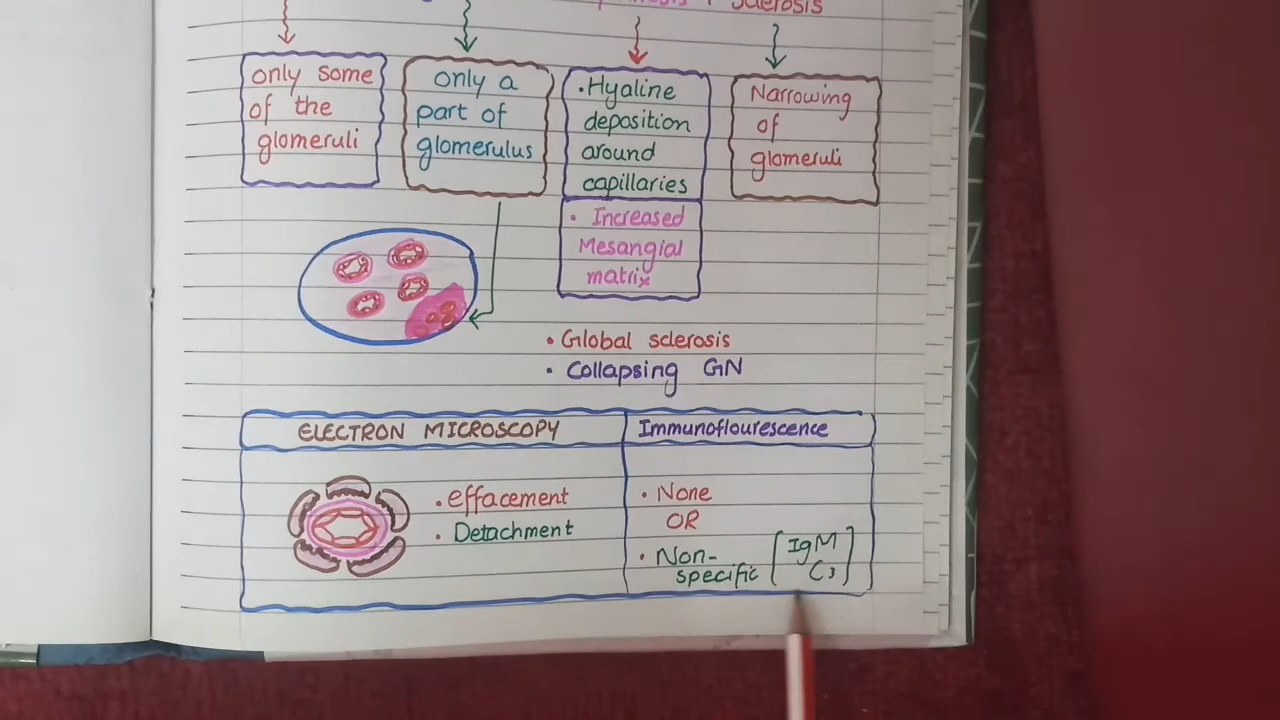 sclerosis
only some
of the
glomeruli
only a
part of
glomerulus
• Hyaline
deposition
around
capillaries
• Increased
Mesangial
matrix
Narrowing
of
glomeruli
• Global sclerosis
• Collapsing GN
ELECTRON MICROSCOPY
• effacement
• Detachment
Immunoflourescence
• None
OR
• Non-
specific [IgM
C3]